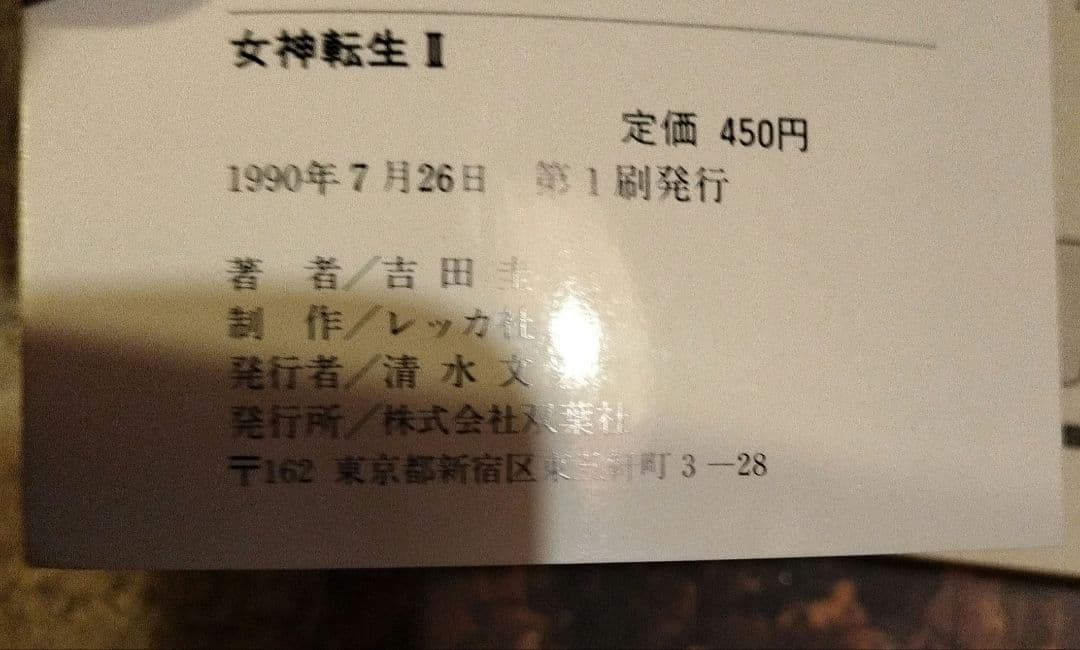 女神転生Ⅱ
定価 450円
1990年7月26日 第1刷発行
著 者／吉田圭
制 作／レッカ社
発行者／清水文
発行所／株式会社双葉社
〒162 東京都新宿区東五軒町3—28